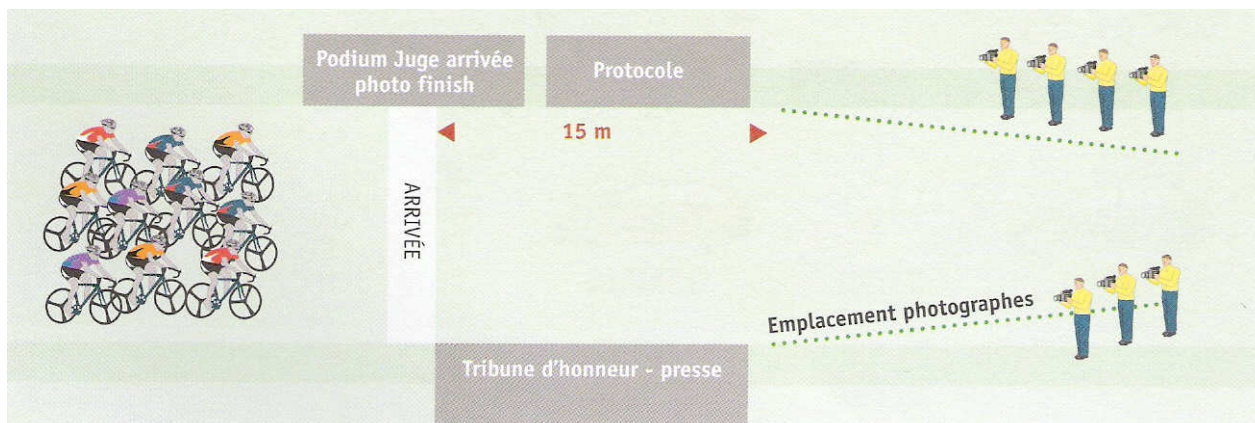 Podium Juge arrivée
photo finish
Protocole
15 m
ARRIVÉE
Emplacement photographes
Tribune d'honneur - presse